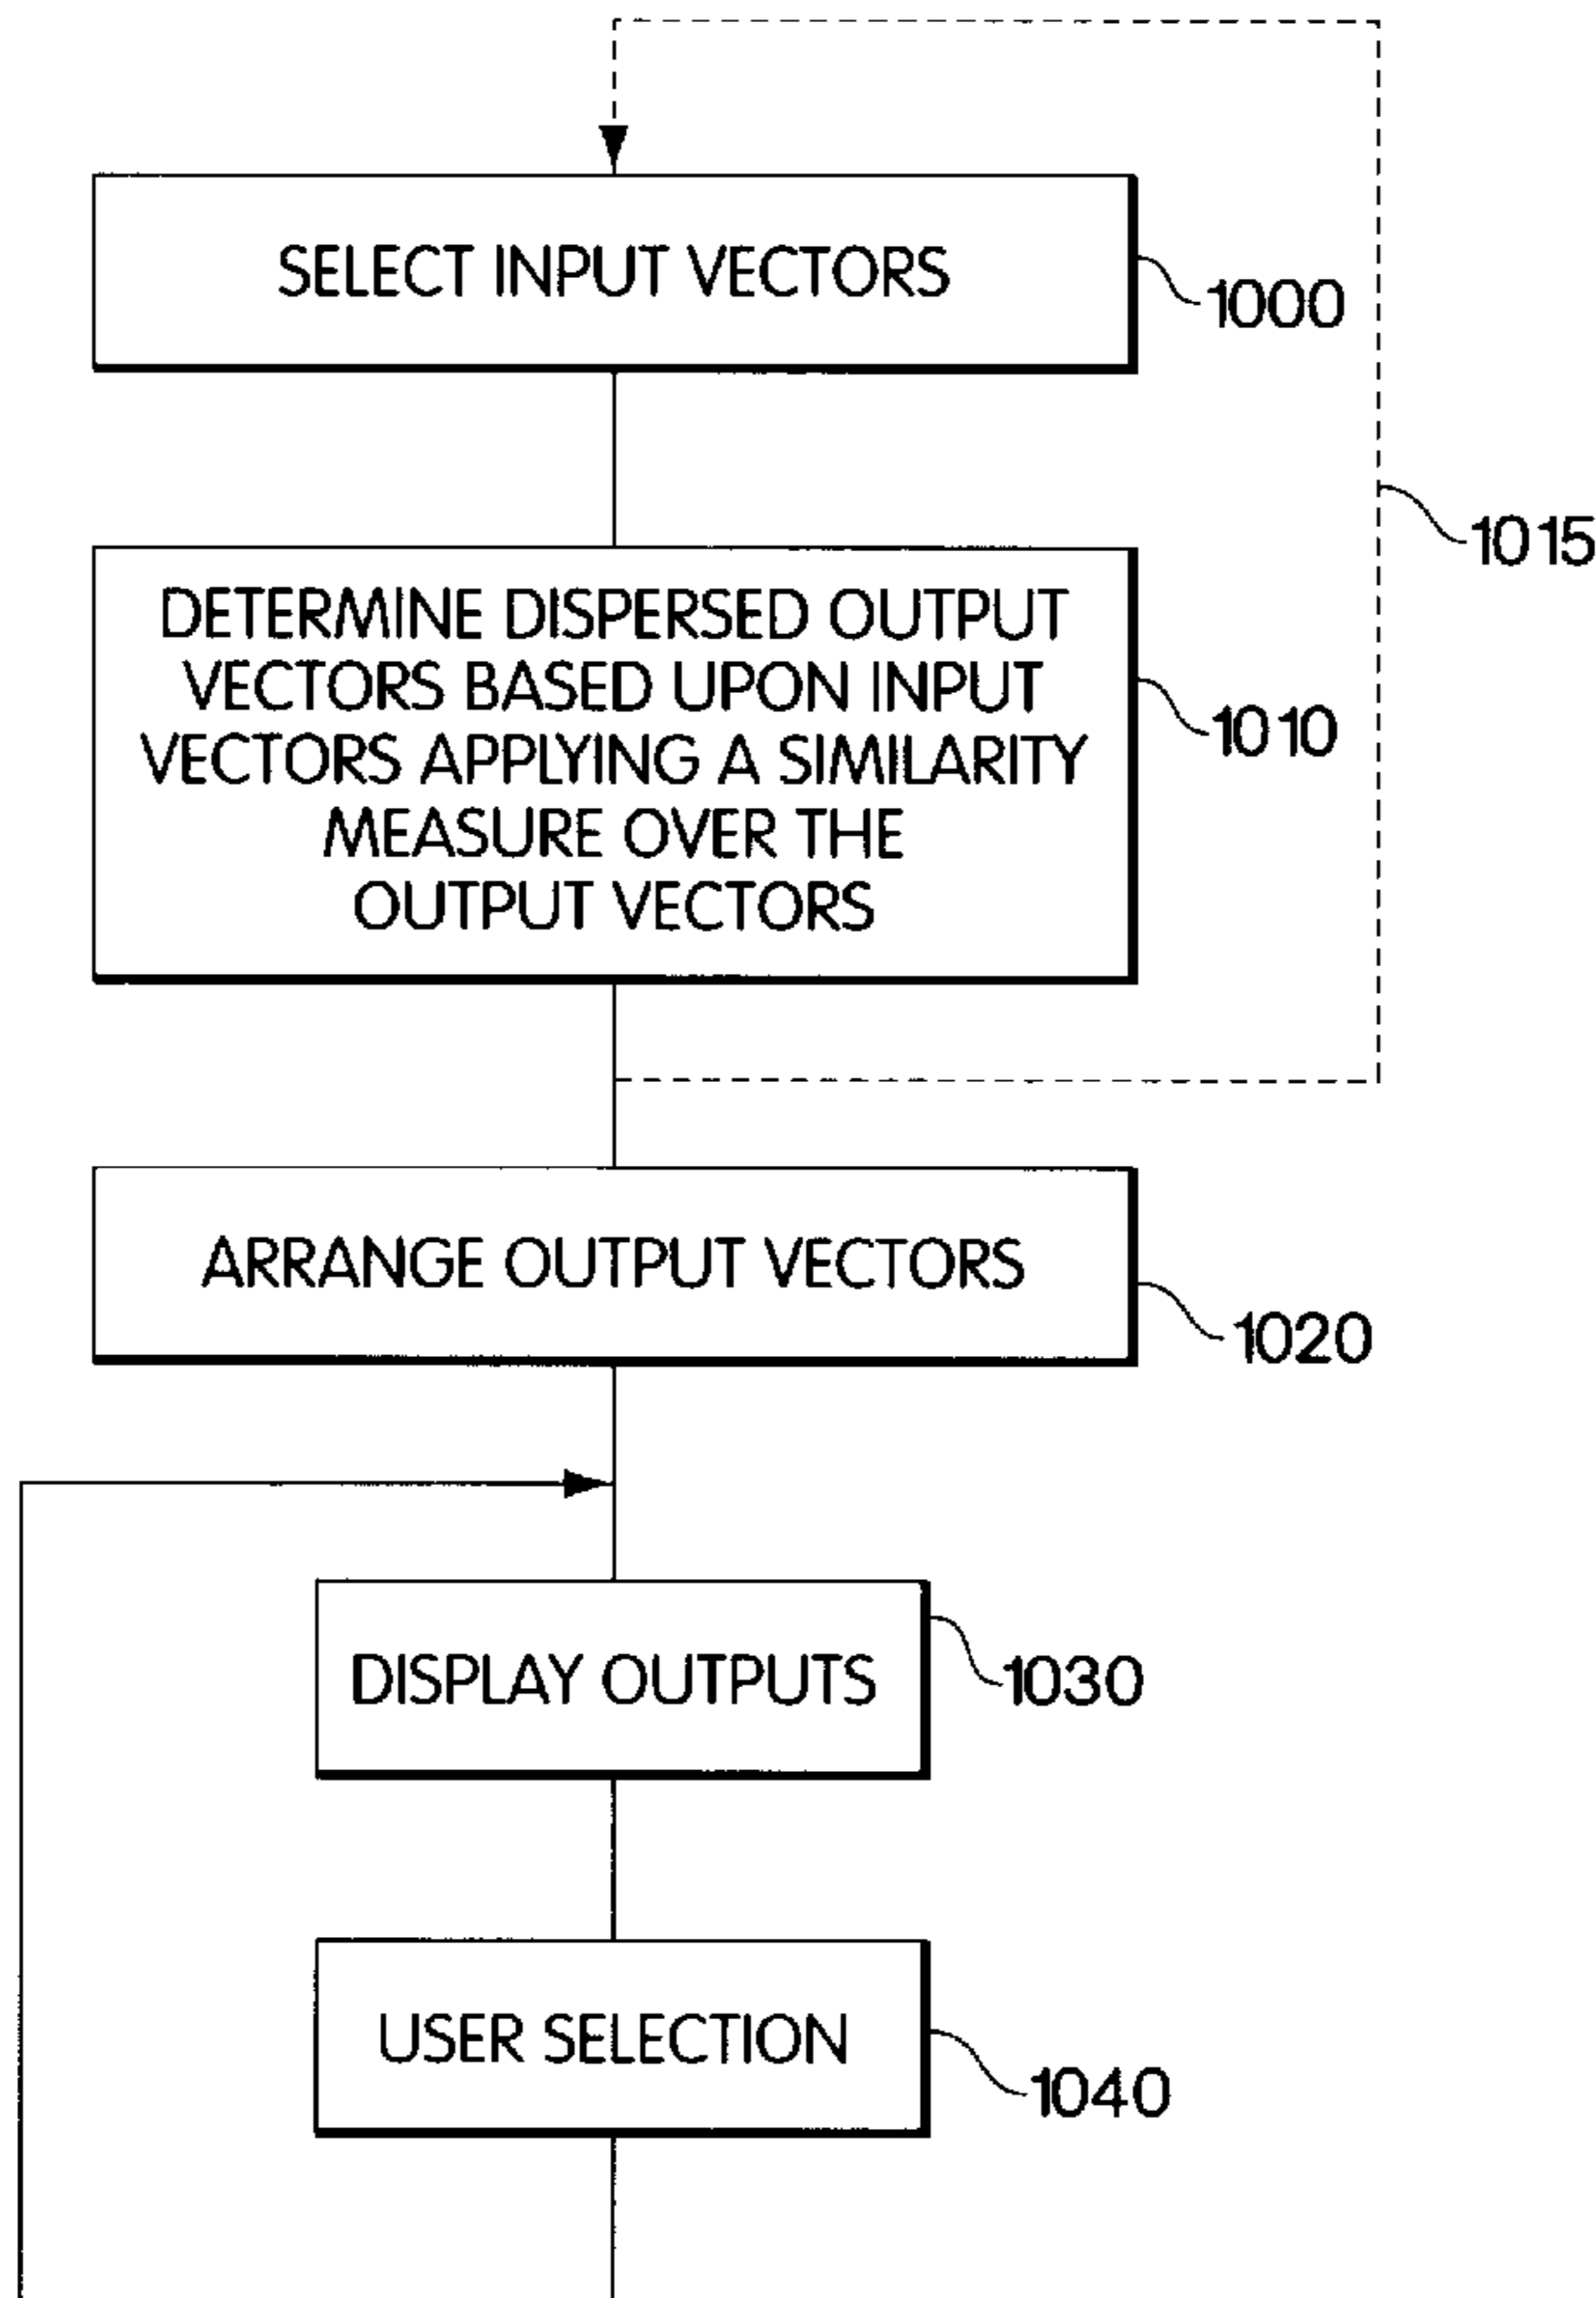 SELECT INPUT VECTORS
1000
1015
DETERMINE DISPERSED OUTPUT
VECTORS BASED UPON INPUT
VECTORS APPLYING A SIMILARITY
MEASURE OVER THE
OUTPUT VECTORS
1010
ARRANGE OUTPUT VECTORS
1020
DISPLAY OUTPUTS
1030
USER SELECTION
1040